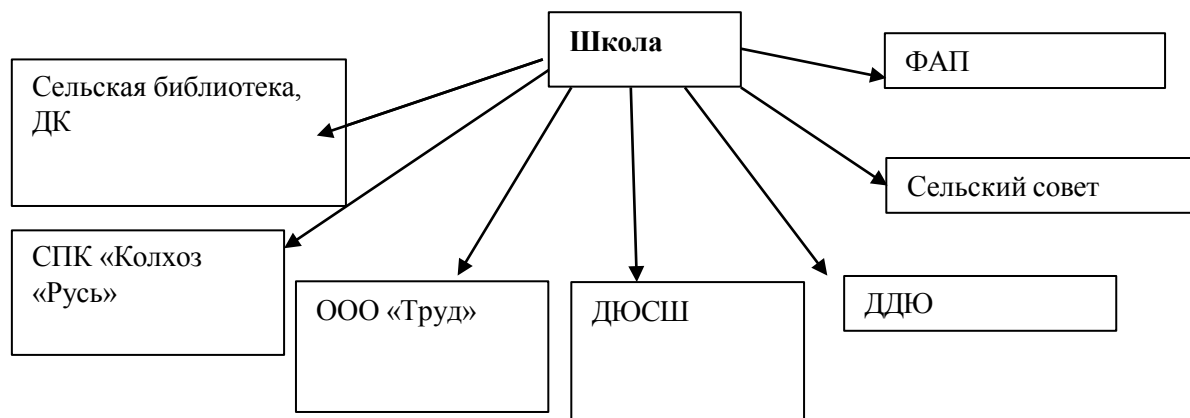 Школа
ФАП
Сельская библиотека,
ДК
Сельский совет
СПК «Колхоз
«Русь»
ООО «Труд»
ДЮСШ
ДДЮ